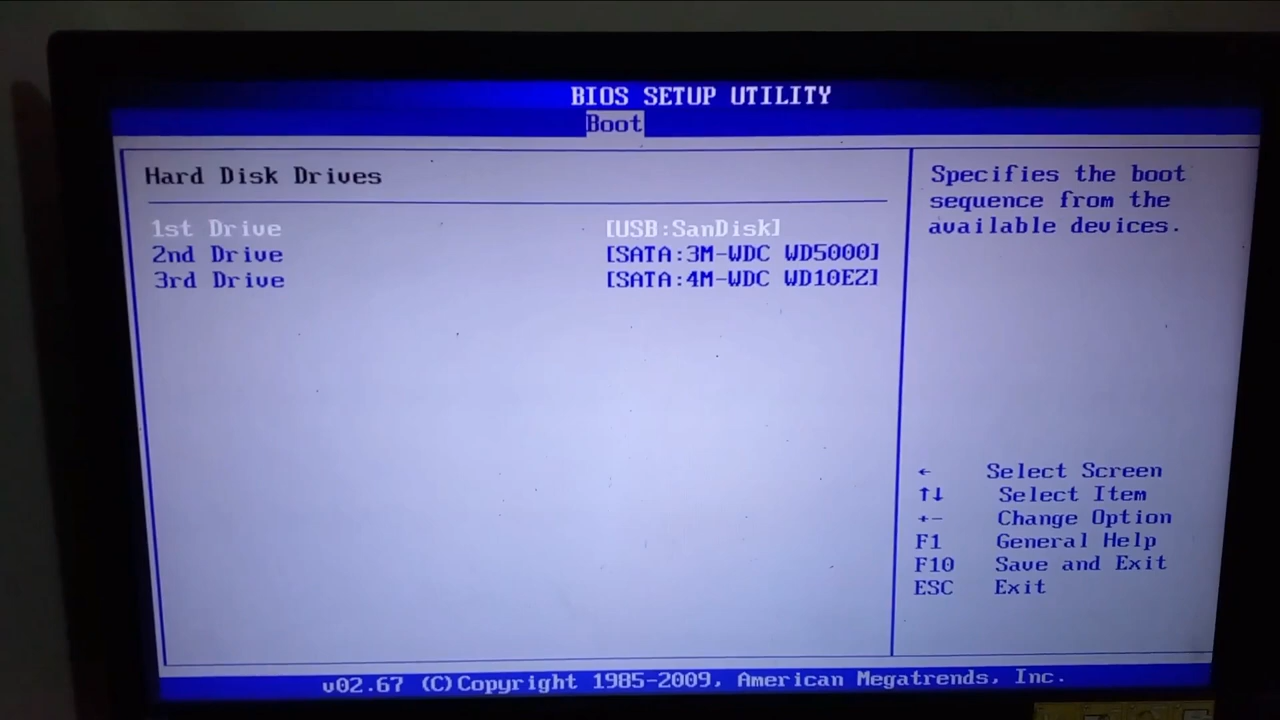 BIOS SETUP UTILITY
Boot
Hard Disk Drives
1st Drive [USB:SanDisk]
2nd Drive [SATA:3M-WDC WD5000]
3rd Drive [SATA:4M-WDC WD10EZ]
Specifies the boot
sequence from the
available devices.
← Select Screen
↑↓ Select Item
+- Change Option
F1 General Help
F10 Save and Exit
ESC Exit
v02.67 (C)Copyright 1985-2009, American Megatrends, Inc.